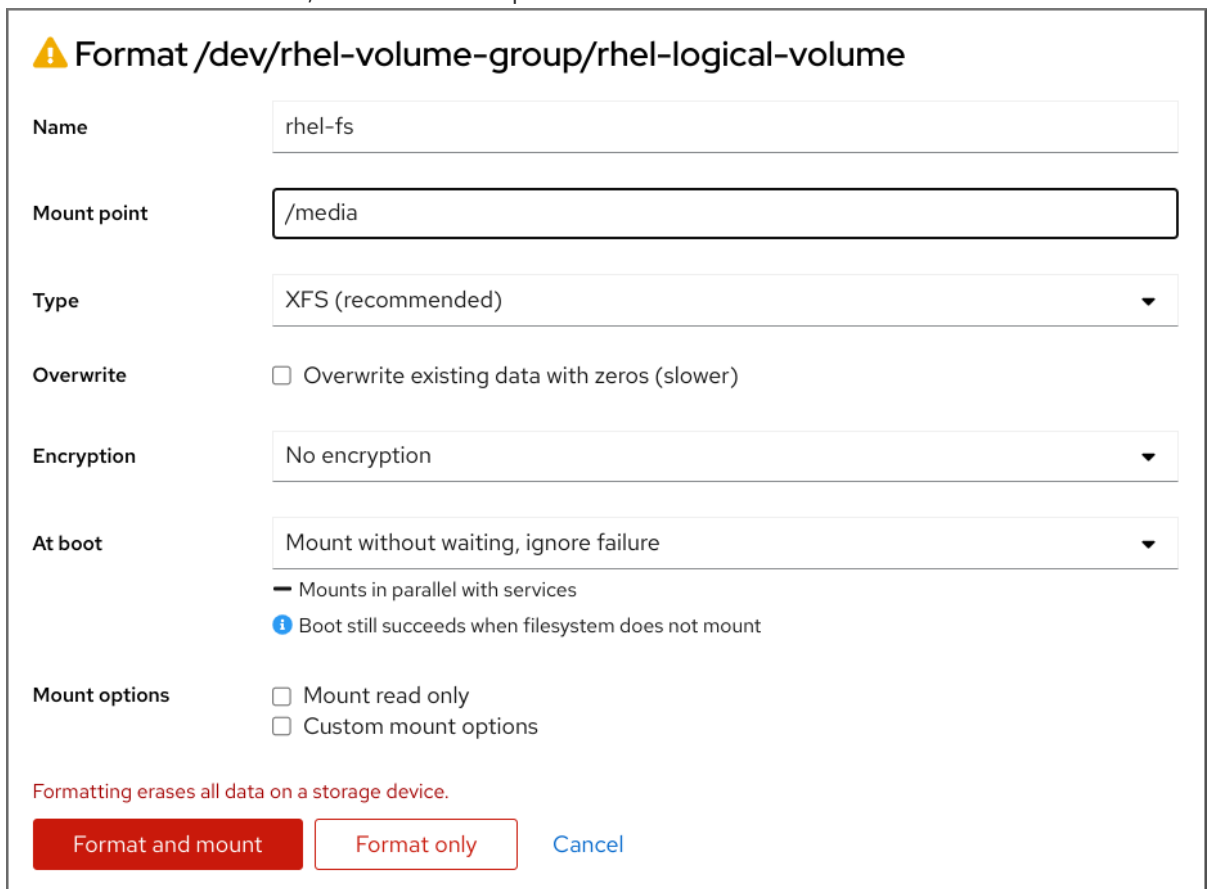 Format /dev/rhel-volume-group/rhel-logical-volume
Name rhel-fs
Mount point /media
Type XFS (recommended)
Overwrite Overwrite existing data with zeros (slower)
Encryption No encryption
At boot Mount without waiting, ignore failure
Mounts in parallel with services
Boot still succeeds when filesystem does not mount
Mount options Mount read only
Custom mount options
Formatting erases all data on a storage device.
Format and mount Format only Cancel